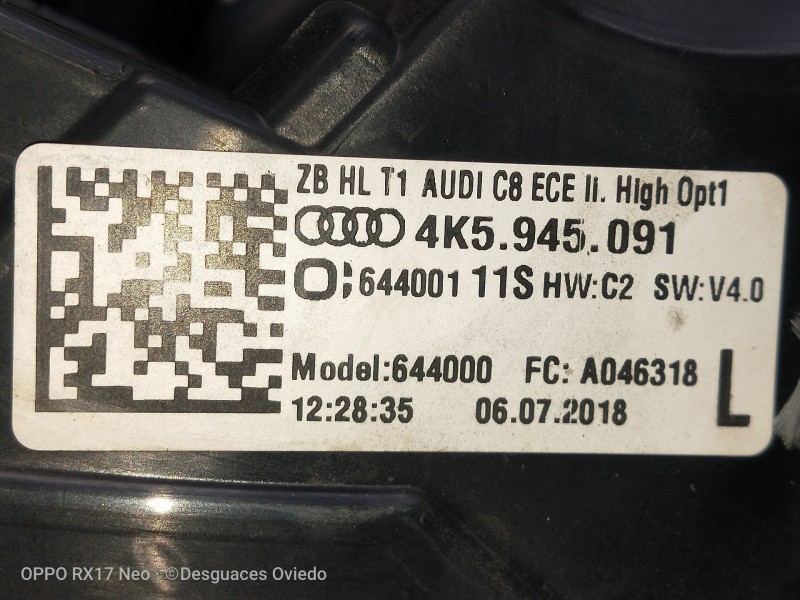 ZB HL T1 AUDI C8 ECE li. High Opt1
4K5.945.091
644001 11S HW:C2 SW:V4.0
Model:644000 FC: A046318
12:28:35 06.07.2018 L
OPPO RX17 Neo · ©Desguaces Oviedo